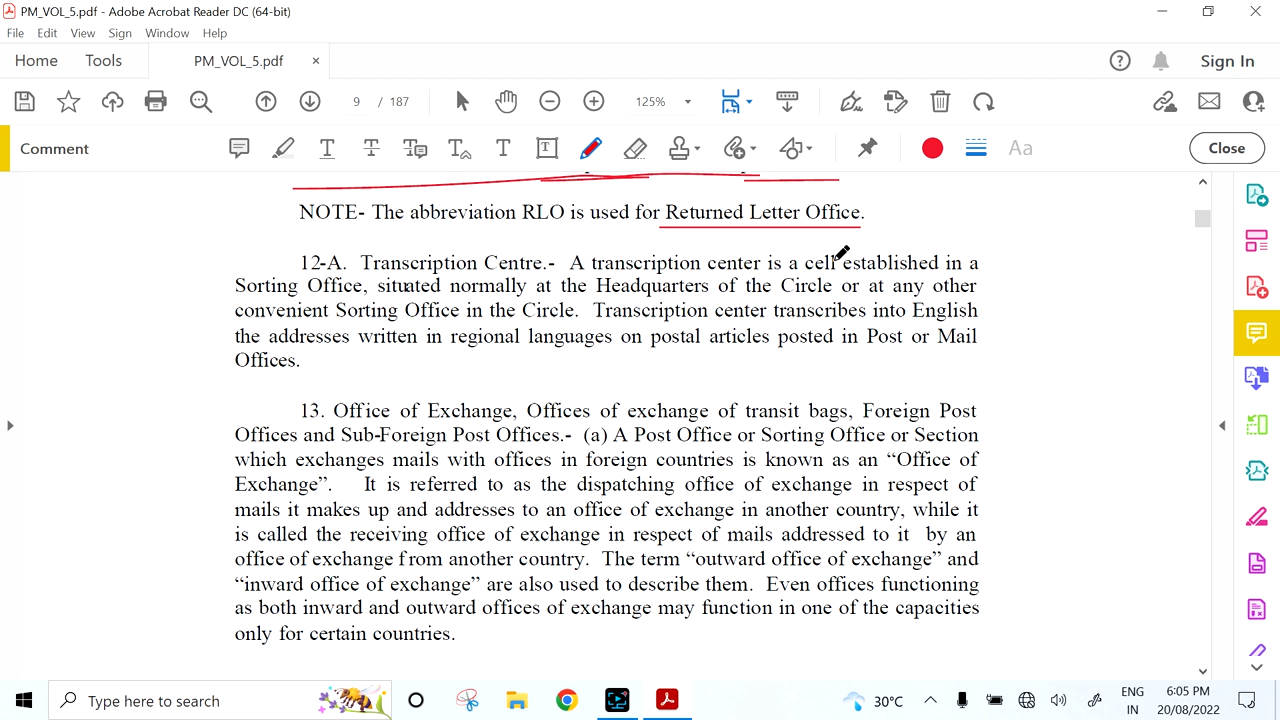 PM_VOL_5.pdf - Adobe Acrobat Reader DC (64-bit)
File Edit View Sign Window Help
Home Tools PM_VOL_5.pdf × Sign In
9 / 187 125%
Comment Close
NOTE- The abbreviation RLO is used for Returned Letter Office.
12-A. Transcription Centre.- A transcription center is a cell established in a
Sorting Office, situated normally at the Headquarters of the Circle or at any other
convenient Sorting Office in the Circle. Transcription center transcribes into English
the addresses written in regional languages on postal articles posted in Post or Mail
Offices.
13. Office of Exchange, Offices of exchange of transit bags, Foreign Post
Offices and Sub-Foreign Post Offices.- (a) A Post Office or Sorting Office or Section
which exchanges mails with offices in foreign countries is known as an “Office of
Exchange”. It is referred to as the dispatching office of exchange in respect of
mails it makes up and addresses to an office of exchange in another country, while it
is called the receiving office of exchange in respect of mails addressed to it by an
office of exchange from another country. The term “outward office of exchange” and
“inward office of exchange” are also used to describe them. Even offices functioning
as both inward and outward offices of exchange may function in one of the capacities
only for certain countries.
Type here to search 30°C ENG 6:05 PM
IN 20/08/2022